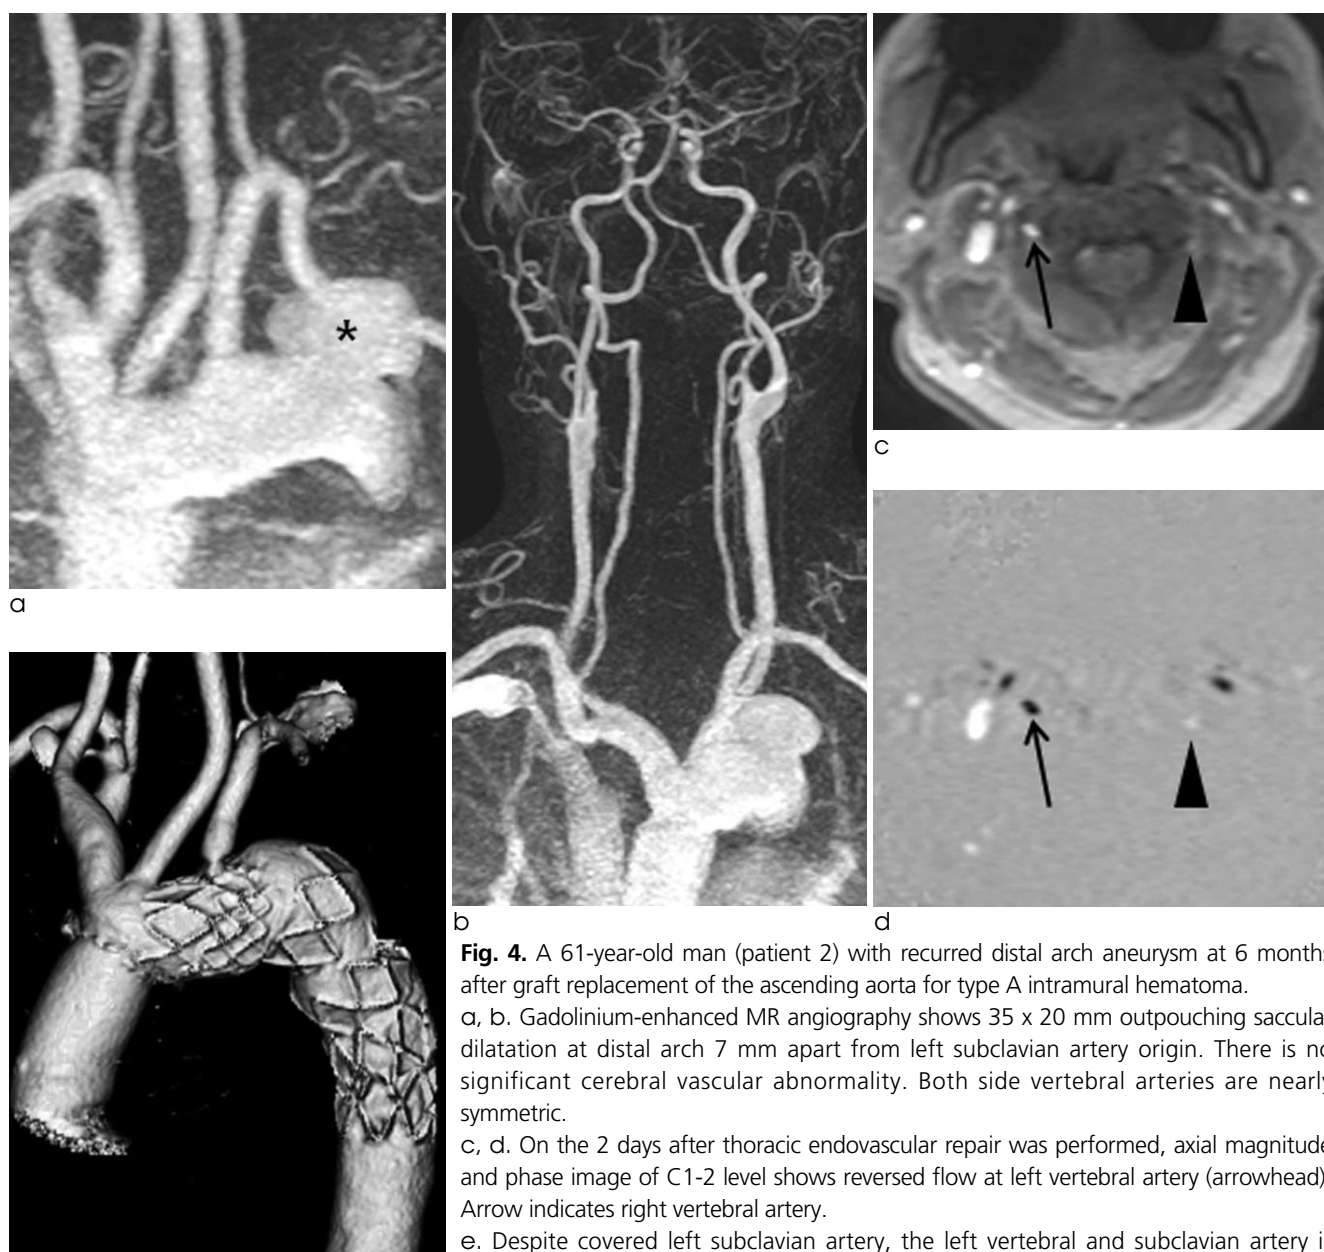 *
a
b
c
d
Fig. 4. A 61-year-old man (patient 2) with recurred distal arch aneurysm at 6 month
after graft replacement of the ascending aorta for type A intramural hematoma.
a, b. Gadolinium-enhanced MR angiography shows 35 x 20 mm outpouching saccula
dilatation at distal arch 7 mm apart from left subclavian artery origin. There is no
significant cerebral vascular abnormality. Both side vertebral arteries are nearly
symmetric.
c, d. On the 2 days after thoracic endovascular repair was performed, axial magnitude
and phase image of C1-2 level shows reversed flow at left vertebral artery (arrowhead)
Arrow indicates right vertebral artery.
e. Despite covered left subclavian artery, the left vertebral and subclavian artery i